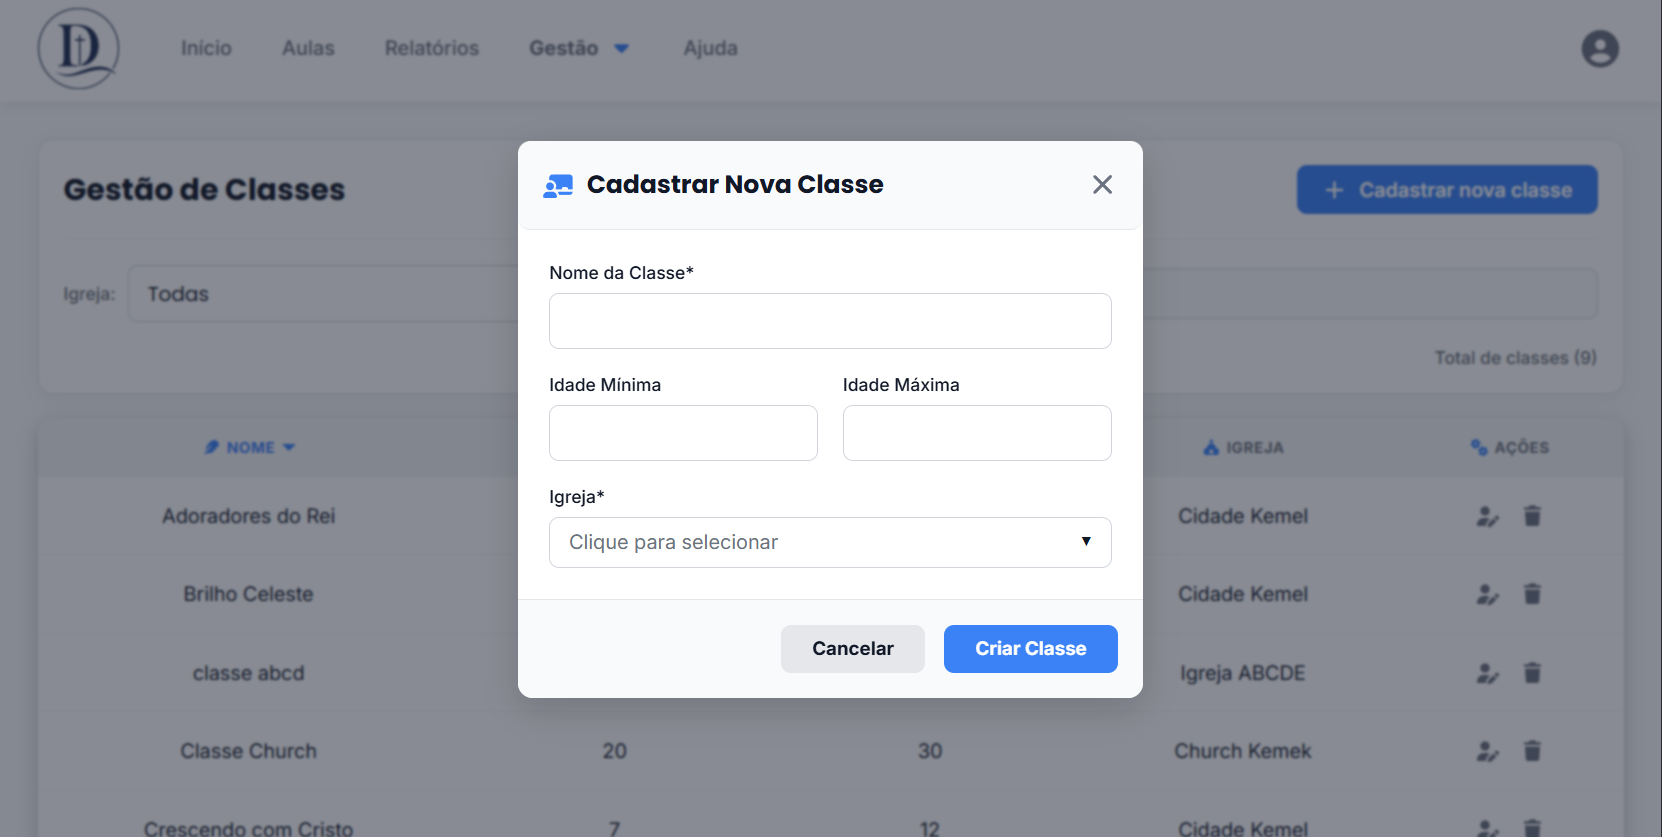 D
Início Aulas Relatórios Gestão Ajuda
Gestão de Classes
Cadastrar nova classe
Igreja: Todas
Total de classes (9)
Cadastrar Nova Classe
Nome da Classe*
Idade Mínima Idade Máxima
Igreja*
Clique para selecionar
Cancelar Criar Classe
NOME IGREJA AÇÕES
Adoradores do Rei Cidade Kemel
Brilho Celeste Cidade Kemel
classe abcd Igreja ABCDE
Classe Church 20 30 Church Kemek
Crescendo com Cristo 7 12 Cidade Kemel